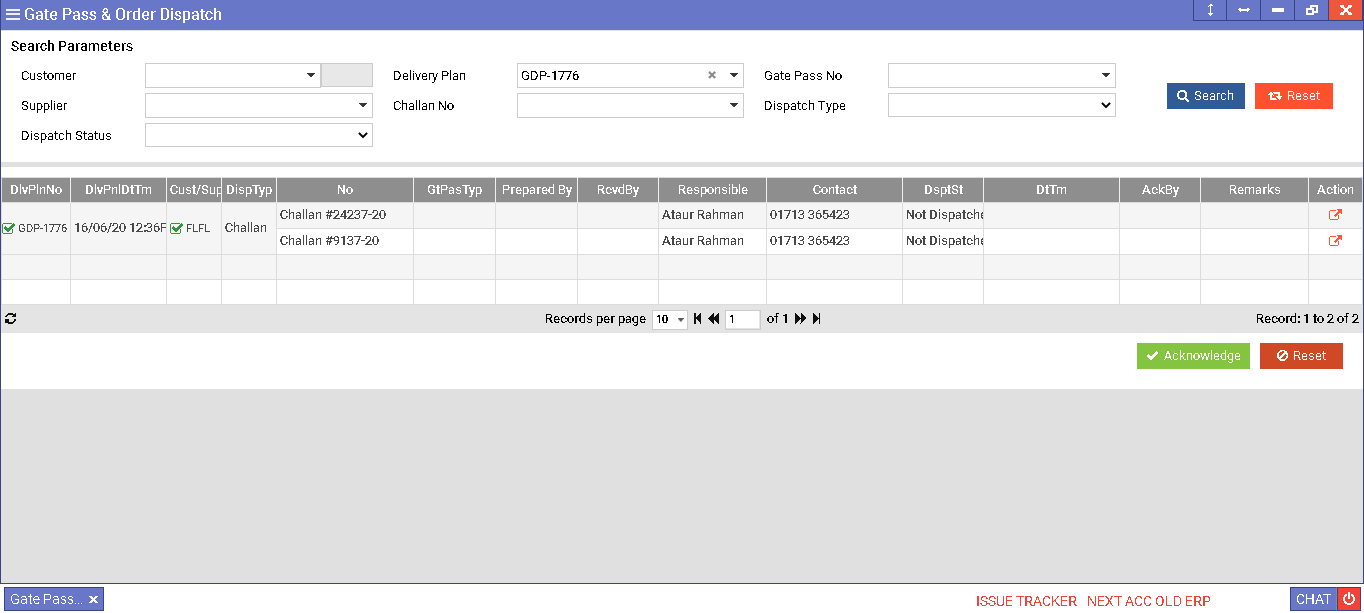 Gate Pass & Order Dispatch
Search Parameters
Customer Delivery Plan GDP-1776 Gate Pass No
Supplier Challan No Dispatch Type Search Reset
Dispatch Status
DlvPlnNo DlvPnlDtTm Cust/Sup DispTyp No GtPasTyp Prepared By RcvdBy Responsible Contact DsptSt DtTm AckBy Remarks Action
GDP-1776 16/06/20 12:36P FLFL Challan Challan #24237-20 Ataur Rahman 01713 365423 Not Dispatche
Challan #9137-20 Ataur Rahman 01713 365423 Not Dispatche
Records per page 10 1 of 1 Record: 1 to 2 of 2
Acknowledge Reset
Gate Pass... ISSUE TRACKER NEXT ACC OLD ERP CHAT